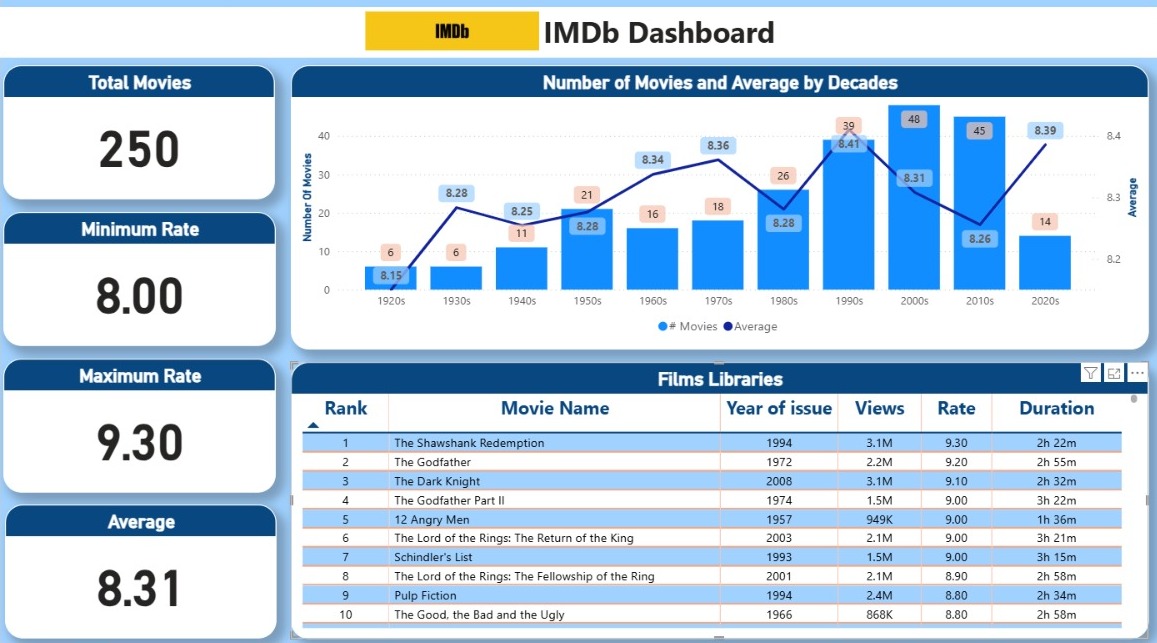 IMDb IMDb Dashboard
Total Movies
250
Minimum Rate
8.00
Maximum Rate
9.30
Average
8.31
Number of Movies and Average by Decades
Number Of Movies
40
30
20
10
0
6 6 11 21 16 18 26 39 48 45 14
8.15 8.28 8.25 8.28 8.34 8.36 8.28 8.41 8.31 8.26 8.39
8.4
8.3
8.2
Average
1920s 1930s 1940s 1950s 1960s 1970s 1980s 1990s 2000s 2010s 2020s
# Movies Average
Films Libraries
Rank Movie Name Year of issue Views Rate Duration
1 The Shawshank Redemption 1994 3.1M 9.30 2h 22m
2 The Godfather 1972 2.2M 9.20 2h 55m
3 The Dark Knight 2008 3.1M 9.10 2h 32m
4 The Godfather Part II 1974 1.5M 9.00 3h 22m
5 12 Angry Men 1957 949K 9.00 1h 36m
6 The Lord of the Rings: The Return of the King 2003 2.1M 9.00 3h 21m
7 Schindler's List 1993 1.5M 9.00 3h 15m
8 The Lord of the Rings: The Fellowship of the Ring 2001 2.1M 8.90 2h 58m
9 Pulp Fiction 1994 2.4M 8.80 2h 34m
10 The Good, the Bad and the Ugly 1966 868K 8.80 2h 58m